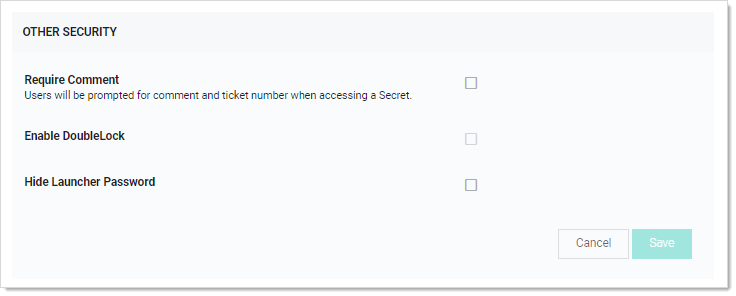 OTHER SECURITY
Require Comment
Users will be prompted for comment and ticket number when accessing a Secret.
Enable DoubleLock
Hide Launcher Password
Cancel Save